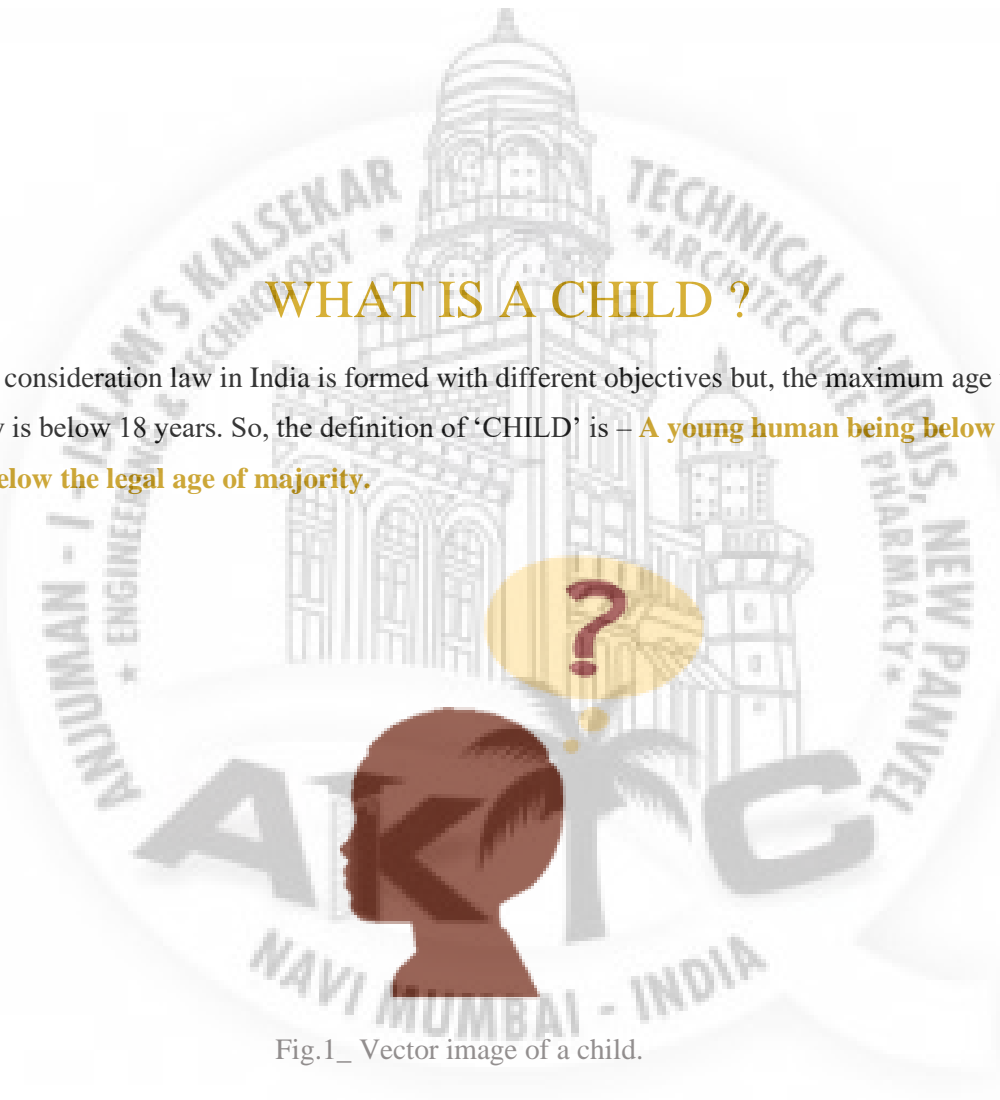 ANJUMAN - I - ISLAM'S KALSEKAR TECHNICAL CAMPUS, NEW PANVEL
★ ENGINEERING & TECHNOLOGY ★ ARCHITECTURE ★ PHARMACY ★
WHAT IS A CHILD ?
consideration law in India is formed with different objectives but, the maximum age
is below 18 years. So, the definition of ‘CHILD’ is – A young human being below
the legal age of majority.
?
AKTC
NAVI MUMBAI - INDIA
Fig.1_ Vector image of a child.